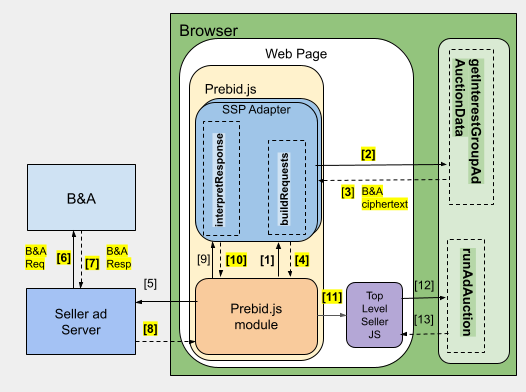 Browser
Web Page
Prebid.js
SSP Adapter
interpretResponse
buildRequests
getInterestGroupAd
AuctionData
[2]
[3] B&A
ciphertext
B&A
B&A
Req
[6]
[7]
B&A
Resp
[9]
[10]
[1]
[4]
[5]
Seller ad
Server
[8]
Prebid.js
module
[11]
Top
Level
Seller
JS
[12]
[13]
runAdAuction